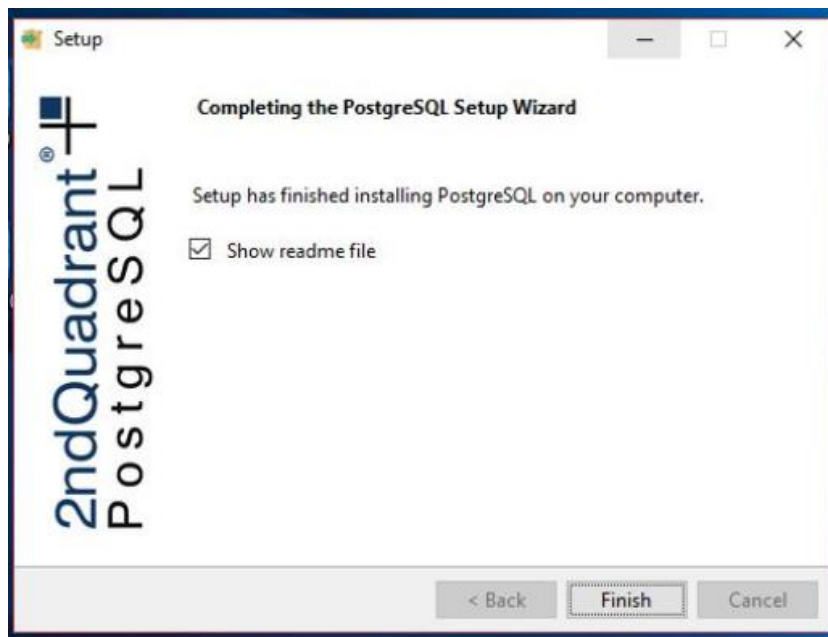 Setup
2ndQuadrant®
PostgreSQL
Completing the PostgreSQL Setup Wizard
Setup has finished installing PostgreSQL on your computer.
Show readme file
< Back
Finish
Cancel